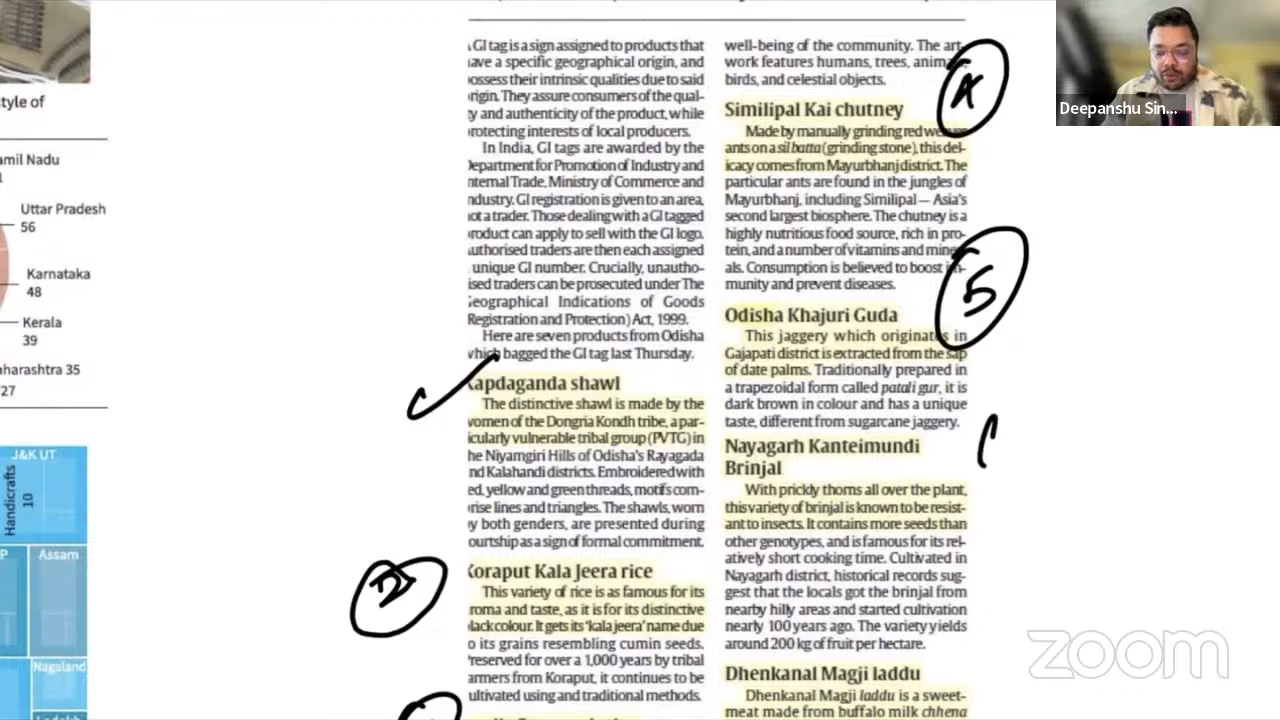 style of
amil Nadu
Uttar Pradesh
56
Karnataka
48
Kerala
39
aharashtra 35
27
J&K UT
Handicrafts
10
P
Assam
Nagaland
GI tag is a sign assigned to products that
ave a specific geographical origin, and
ossess their intrinsic qualities due to said
rigin. They assure consumers of the qual-
y and authenticity of the product, while
rotecting interests of local producers.
In India, GI tags are awarded by the
epartment for Promotion of Industry and
nternal Trade, Ministry of Commerce and
ndustry. GI registration is given to an area,
ot a trader. Those dealing with a GI tagged
roduct can apply to sell with the GI logo.
uthorised traders are then each assigned
unique GI number. Crucially, unautho-
ised traders can be prosecuted under The
eographical Indications of Goods
Registration and Protection) Act, 1999.
Here are seven products from Odisha
which bagged the GI tag last Thursday.
Kapdaganda shawl
The distinctive shawl is made by the
women of the Dongria Kondh tribe, a par-
icularly vulnerable tribal group (PVTG) in
he Niyamgiri Hills of Odisha's Rayagada
nd Kalahandi districts. Embroidered with
ed, yellow and green threads, motifs com-
rise lines and triangles. The shawls, worn
y both genders, are presented during
ourtship as a sign of formal commitment.
2
Koraput Kala Jeera rice
This variety of rice is as famous for its
roma and taste, as it is for its distinctive
lack colour. It gets its 'kala jeera' name due
o its grains resembling cumin seeds.
Preserved for over a 1,000 years by tribal
armers from Koraput, it continues to be
ultivated using and traditional methods.
well-being of the community. The art-
work features humans, trees, animals,
birds, and celestial objects.
4
Similipal Kai chutney
Made by manually grinding red weaver
ants on a sil batta (grinding stone), this del-
icacy comes from Mayurbhanj district. The
particular ants are found in the jungles of
Mayurbhanj, including Similipal — Asia's
second largest biosphere. The chutney is a
highly nutritious food source, rich in pro-
tein, and a number of vitamins and miner-
als. Consumption is believed to boost im-
munity and prevent diseases.
5
Odisha Khajuri Guda
This jaggery which originates in
Gajapati district is extracted from the sap
of date palms. Traditionally prepared in
a trapezoidal form called patali gur, it is
dark brown in colour and has a unique
taste, different from sugarcane jaggery.
Nayagarh Kanteimundi
Brinjal
With prickly thorns all over the plant,
this variety of brinjal is known to be resist-
ant to insects. It contains more seeds than
other genotypes, and is famous for its rel-
atively short cooking time. Cultivated in
Nayagarh district, historical records sug-
gest that the locals got the brinjal from
nearby hilly areas and started cultivation
nearly 100 years ago. The variety yields
around 200 kg of fruit per hectare.
Dhenkanal Magji laddu
Dhenkanal Magji laddu is a sweet-
meat made from buffalo milk chhena
Deepanshu Sin...
zoom